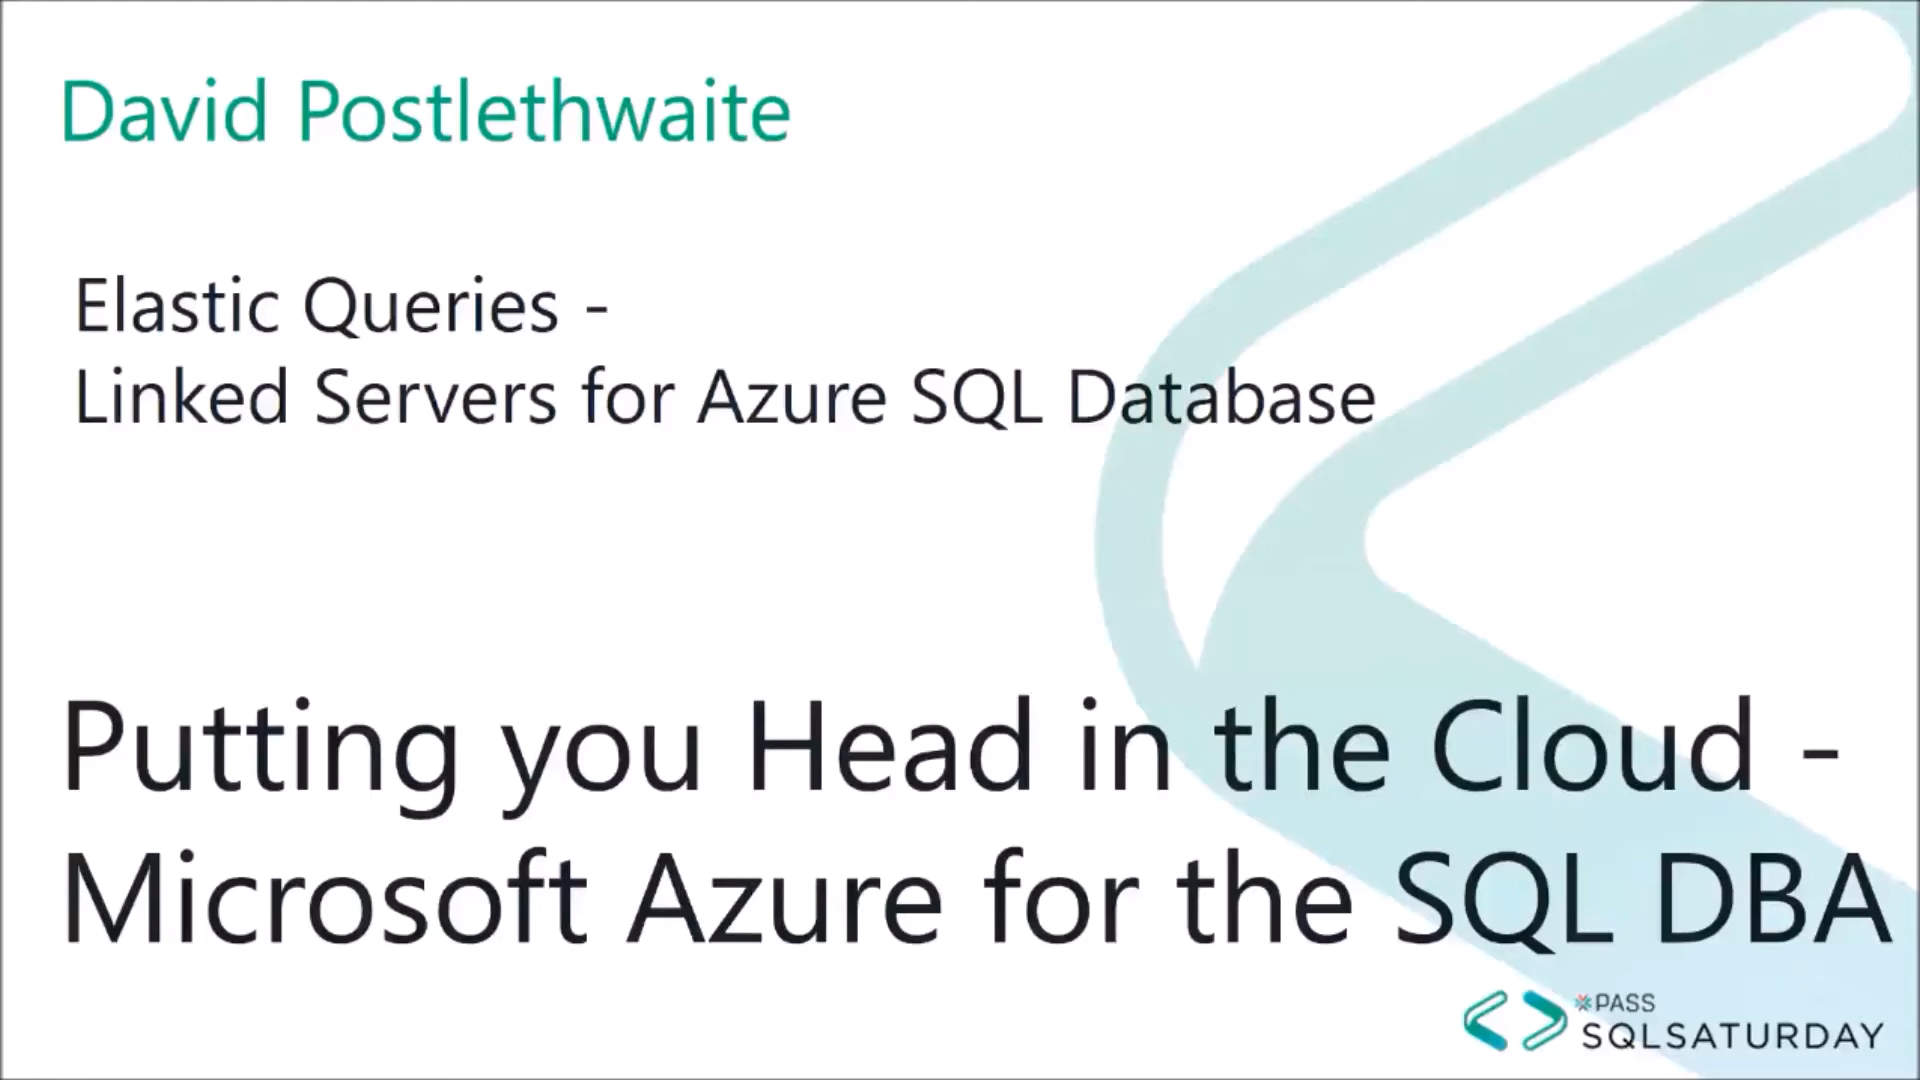 David Postlethwaite
Elastic Queries -
Linked Servers for Azure SQL Database
Putting you Head in the Cloud -
Microsoft Azure for the SQL DBA
PASS
SQLSATURDAY